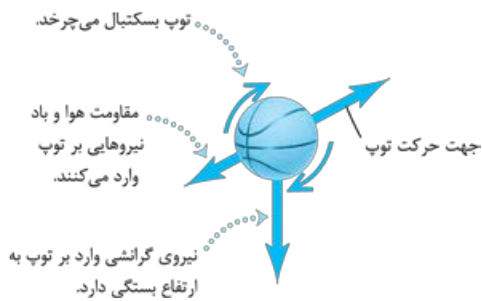 توپ بسکتبال می‌چرخد.
مقاومت هوا و باد
نیروهایی بر توپ
وارد می‌کنند.
جهت حرکت توپ
نیروی گرانشی وارد بر توپ به
ارتفاع بستگی دارد.